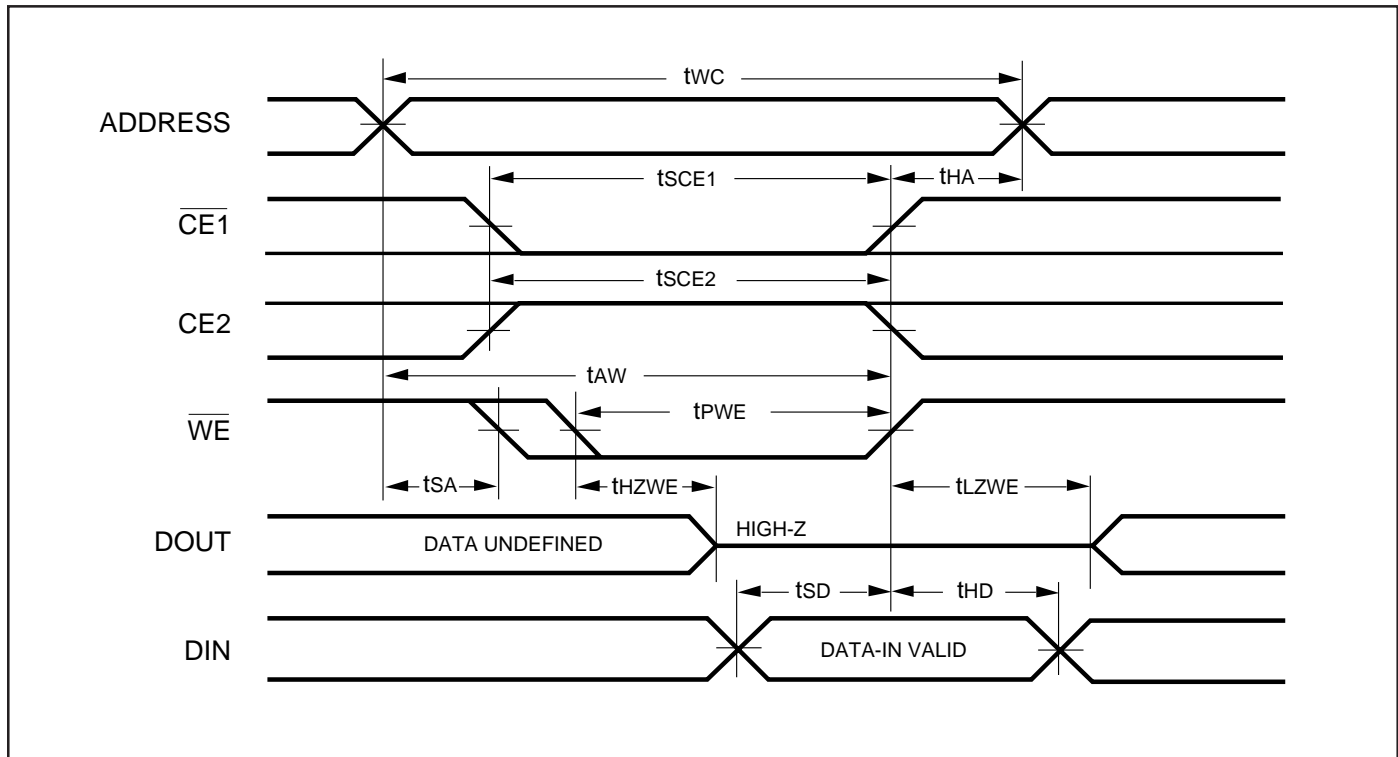 tWC
ADDRESS
tSCE1
tHA
CE1
tSCE2
CE2
tAW
WE
tPWE
tSA
tHZWE
tLZWE
DOUT
DATA UNDEFINED
HIGH-Z
tSD
tHD
DIN
DATA-IN VALID